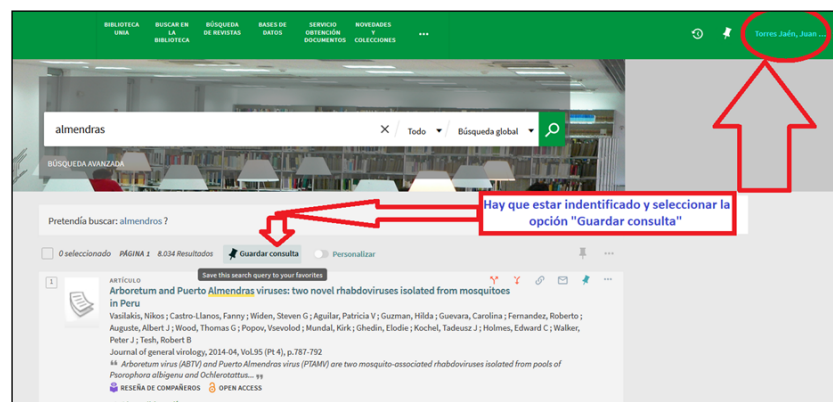 BIBLIOTECA UNIA
BUSCAR EN LA BIBLIOTECA
BÚSQUEDA DE REVISTAS
BASES DE DATOS
SERVICIO OBTENCIÓN DOCUMENTOS
NOVEDADES Y COLECCIONES
•••
Torres Jaén, Juan ...
almendras
Todo
Búsqueda global
BÚSQUEDA AVANZADA
Hay que estar indentificado y seleccionar la
opción "Guardar consulta"
Pretendía buscar: almendros ?
0 seleccionado PÁGINA 1 8.034 Resultados Guardar consulta Personalizar
Save this search query to your favorites
1
ARTÍCULO
Arboretum and Puerto Almendras viruses: two novel rhabdoviruses isolated from mosquitoes
in Peru
Vasilakis, Nikos ; Castro-Llanos, Fanny ; Widen, Steven G ; Aguilar, Patricia V ; Guzman, Hilda ; Guevara, Carolina ; Fernandez, Roberto ;
Auguste, Albert J ; Wood, Thomas G ; Popov, Vsevolod ; Mundal, Kirk ; Ghedin, Elodie ; Kochel, Tadeusz J ; Holmes, Edward C ; Walker,
Peter J ; Tesh, Robert B
Journal of general virology, 2014-04, Vol.95 (Pt 4), p.787-792
“ Arboretum virus (ABTV) and Puerto Almendras virus (PTAMV) are two mosquito-associated rhabdoviruses isolated from pools of
Psorophora albigenu and Ochlerotattus... ”
RESEÑA DE COMPAÑEROS OPEN ACCESS